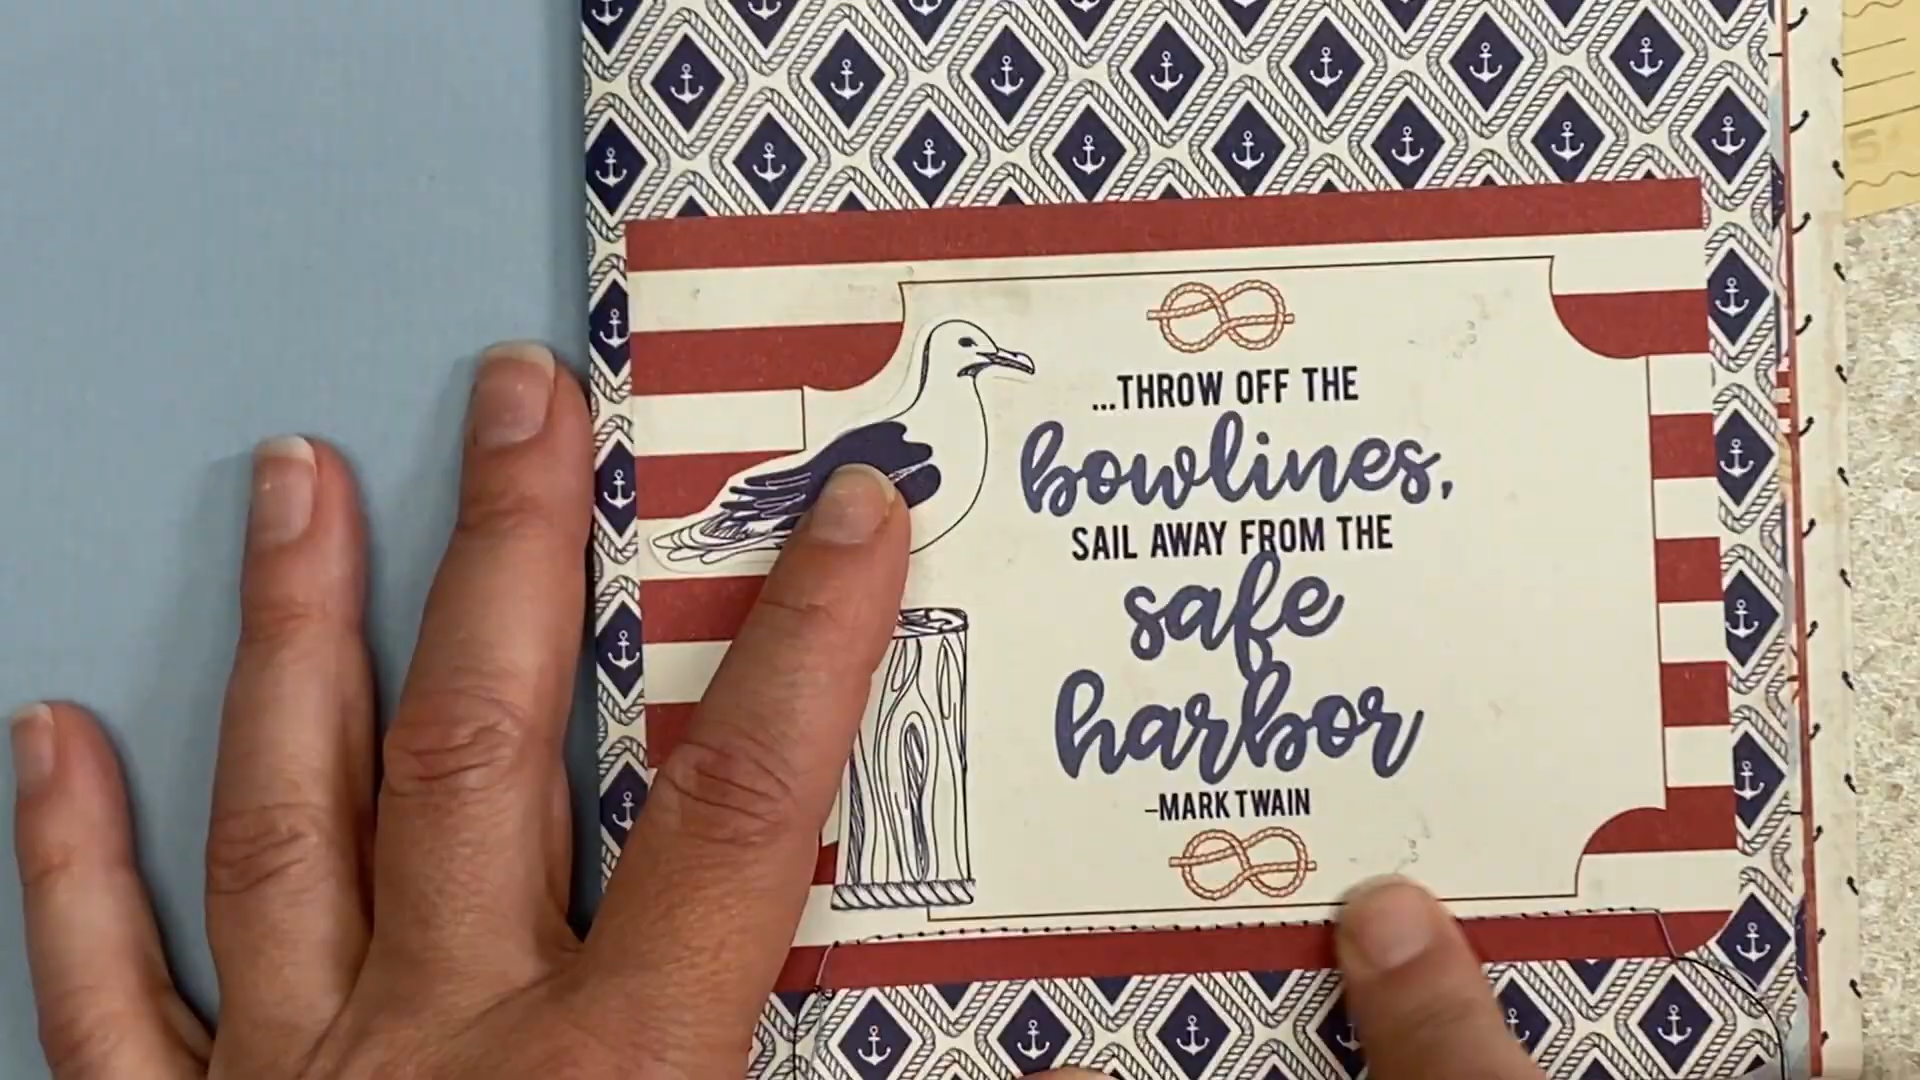 ...THROW OFF THE
bowlines,
SAIL AWAY FROM THE
safe
harbor
–MARK TWAIN